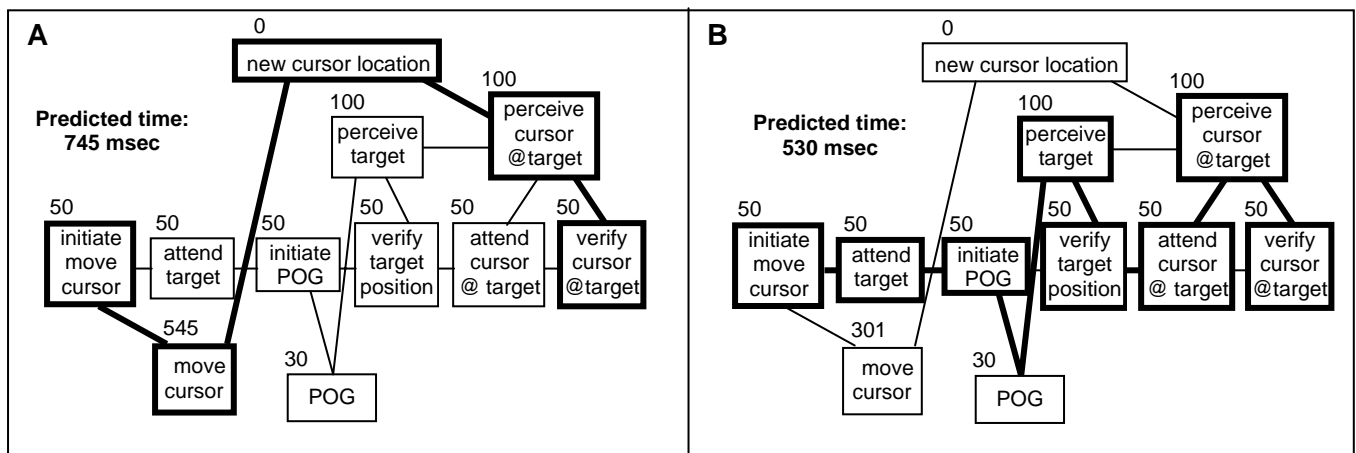 A
0
new cursor location
100
perceive
cursor
@target
100
perceive
target
Predicted time:
745 msec
50
initiate
move
cursor
50
attend
target
50
initiate
POG
50
verify
target
position
50
attend
cursor
@ target
50
verify
cursor
@target
545
move
cursor
30
POG
B
0
new cursor location
100
perceive
cursor
@target
100
perceive
target
Predicted time:
530 msec
50
initiate
move
cursor
50
attend
target
50
initiate
POG
50
verify
target
position
50
attend
cursor
@ target
50
verify
cursor
@target
301
move
cursor
30
POG